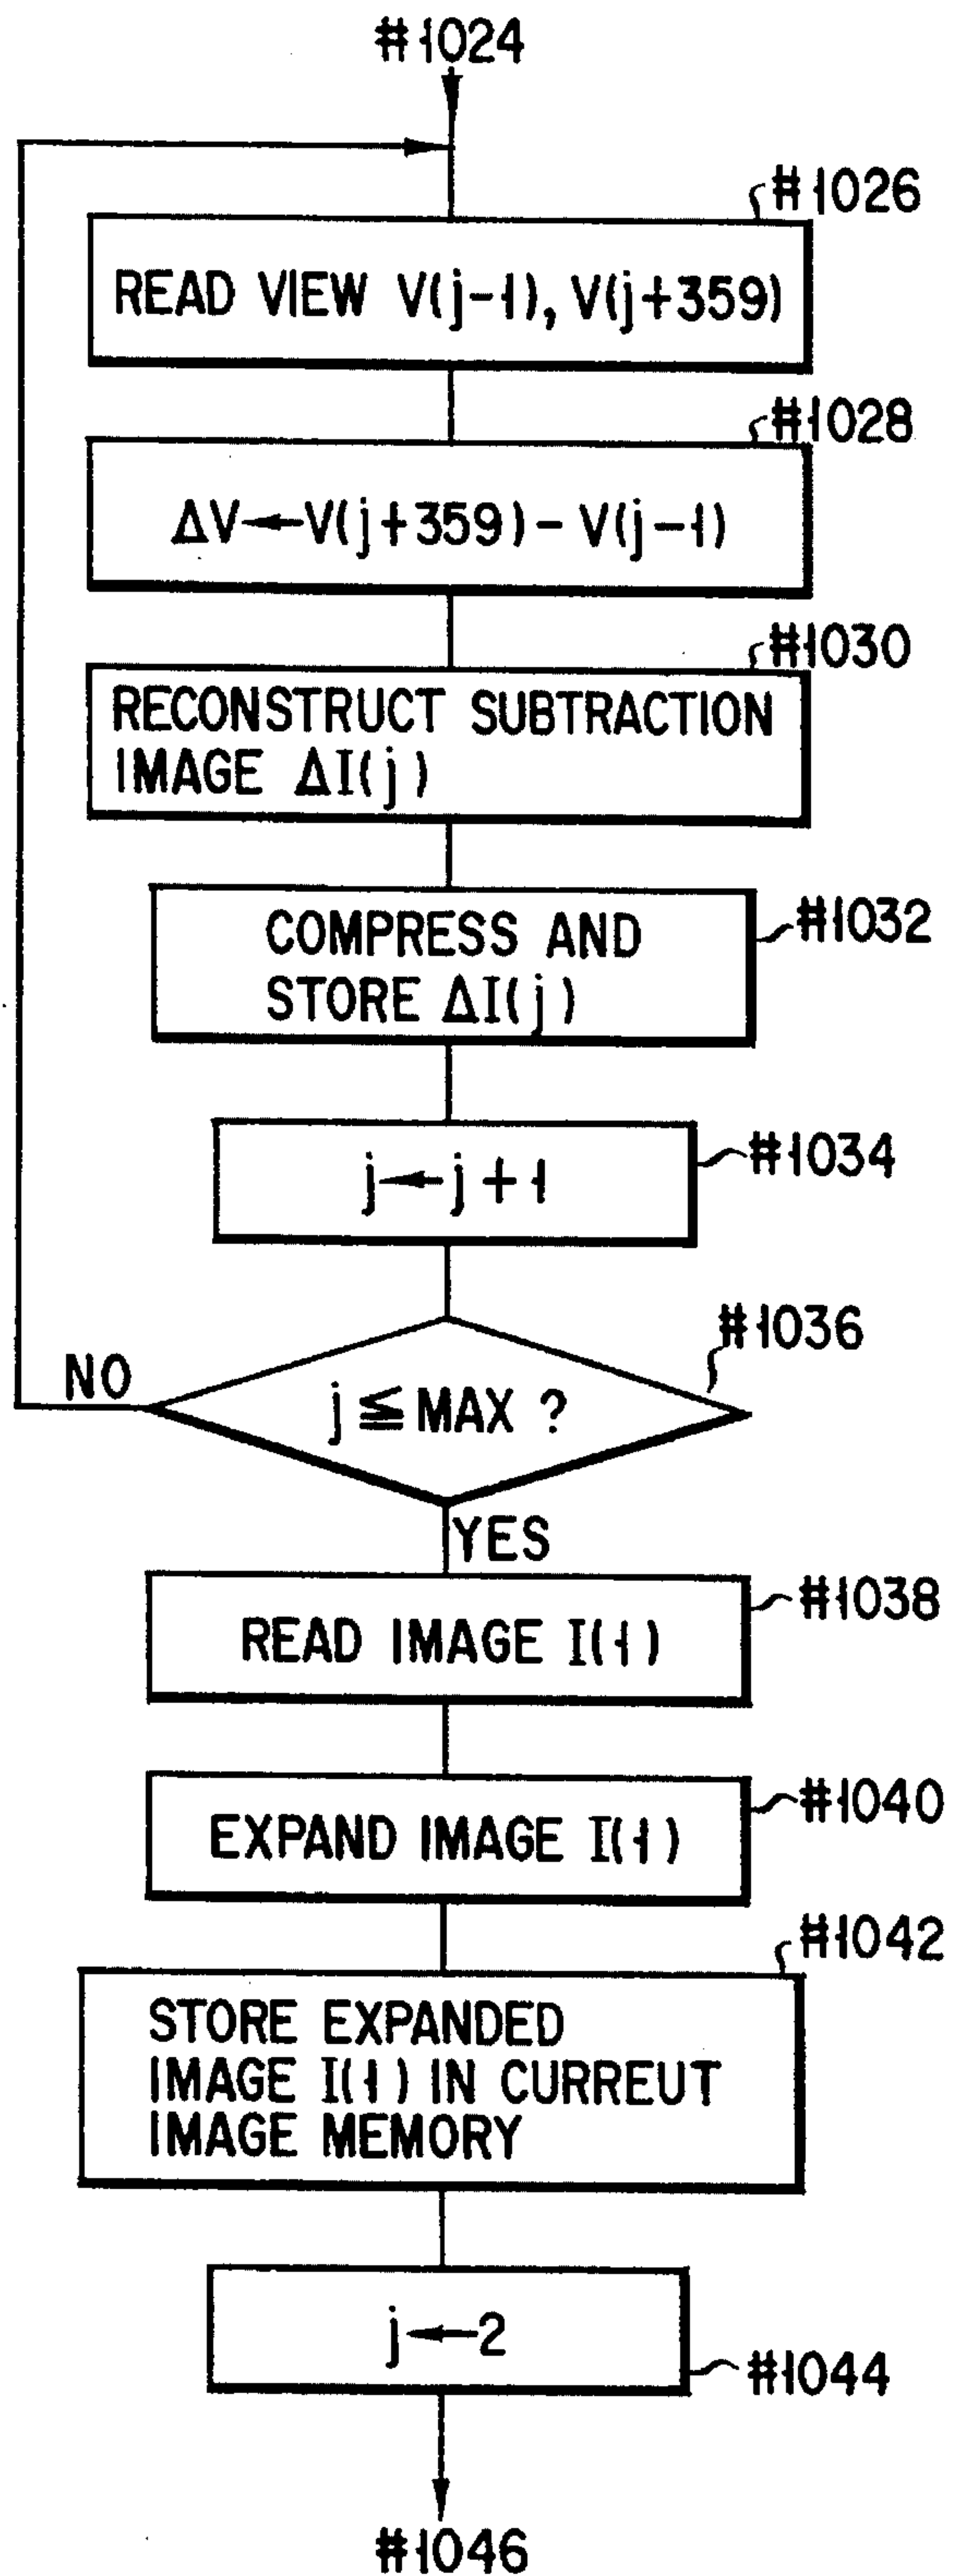 #1024
#1026
READ VIEW V(j-1), V(j+359)
#1028
ΔV←V(j+359)- V(j-1)
#1030
RECONSTRUCT SUBTRACTION
IMAGE ΔI(j)
#1032
COMPRESS AND
STORE ΔI(j)
#1034
j←j+1
#1036
NO
j≦MAX ?
YES
#1038
READ IMAGE I(1)
#1040
EXPAND IMAGE I(1)
#1042
STORE EXPANDED
IMAGE I(1) IN CURREUT
IMAGE MEMORY
j←2
#1044
#1046